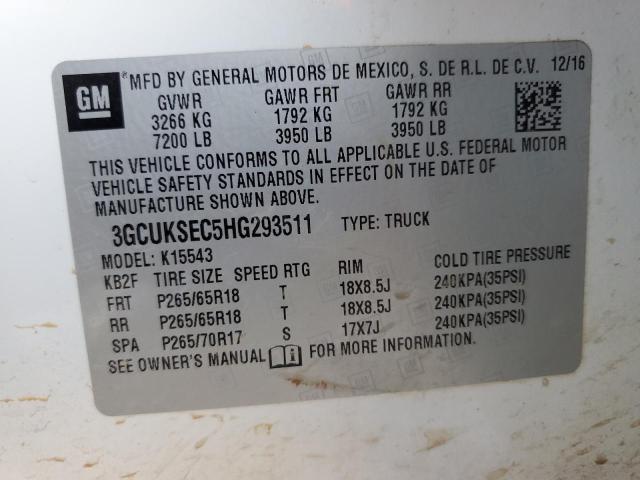 GM
*MFD BY GENERAL MOTORS DE MEXICO, S. DE R.L. DE C.V. 12/16
GVWR GAWR FRT GAWR RR
3266 KG 1792 KG 1792 KG
7200 LB 3950 LB 3950 LB
THIS VEHICLE CONFORMS TO ALL APPLICABLE U.S. FEDERAL MOTOR
VEHICLE SAFETY STANDARDS IN EFFECT ON THE DATE OF
MANUFACTURE SHOWN ABOVE.
3GCUKSEC5HG293511 TYPE: TRUCK
MODEL: K15543
KB2F TIRE SIZE SPEED RTG RIM COLD TIRE PRESSURE
FRT P265/65R18 T 18X8.5J 240KPA(35PSI)
RR P265/65R18 T 18X8.5J 240KPA(35PSI)
SPA P265/70R17 S 17X7J 240KPA(35PSI)
SEE OWNER'S MANUAL FOR MORE INFORMATION.